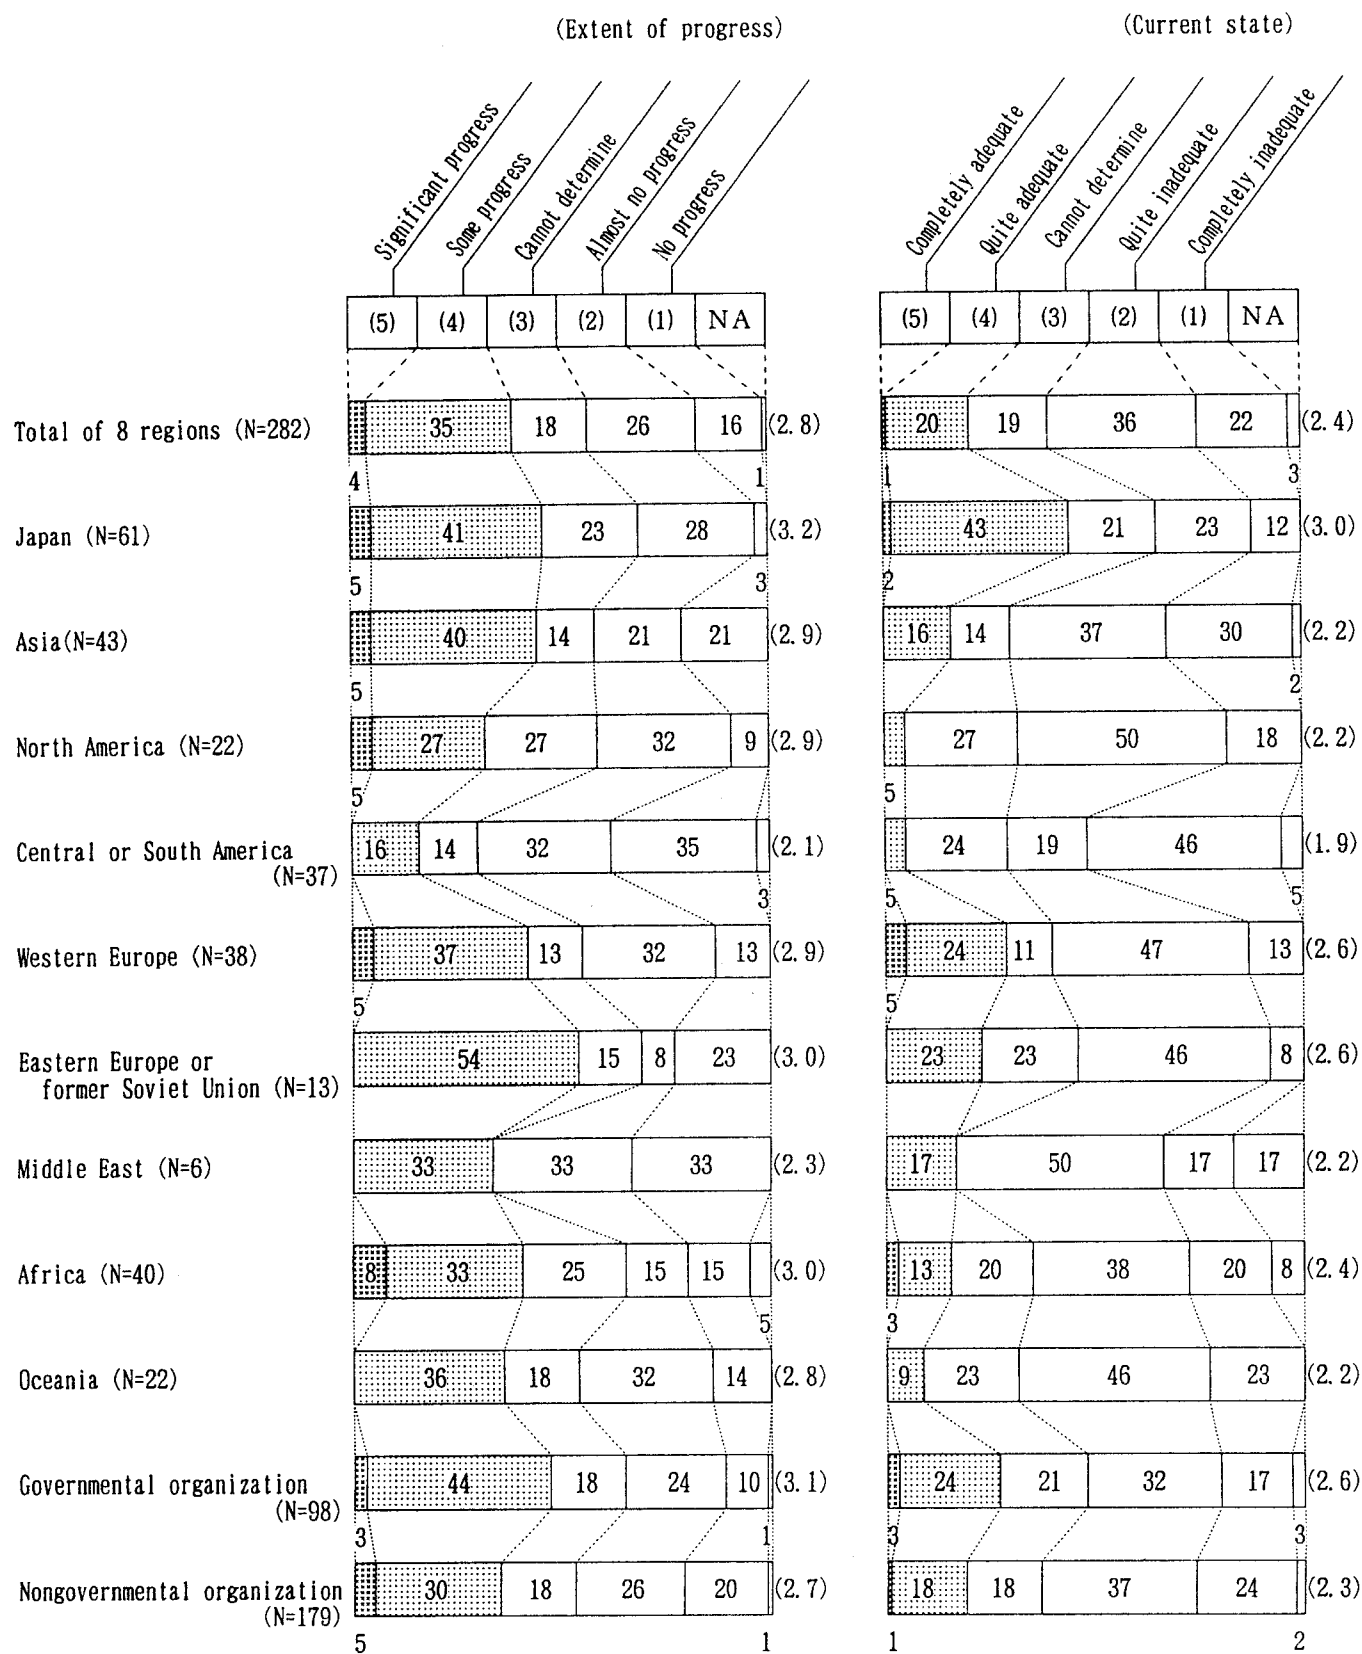 (Extent of progress) (Current state)
Significant progress Some progress Cannot determine Almost no progress No progress Completely adequate Quite adequate Cannot determine Quite inadequate Completely inadequate
(5) (4) (3) (2) (1) NA (5) (4) (3) (2) (1) NA
Total of 8 regions (N=282) 35 18 26 16 (2.8) 20 19 36 22 (2.4)
4 1 1 3
Japan (N=61) 41 23 28 (3.2) 43 21 23 12 (3.0)
5 3 2
Asia(N=43) 40 14 21 21 (2.9) 16 14 37 30 (2.2)
5 2
North America (N=22) 27 27 32 9 (2.9) 27 50 18 (2.2)
5 5
Central or South America 16 14 32 35 (2.1) 24 19 46 (1.9)
(N=37)
3 5 5
Western Europe (N=38) 37 13 32 13 (2.9) 24 11 47 13 (2.6)
5 5
Eastern Europe or 54 15 8 23 (3.0) 23 23 46 8 (2.6)
former Soviet Union (N=13)
Middle East (N=6) 33 33 33 (2.3) 17 50 17 17 (2.2)
Africa (N=40) 8 33 25 15 15 (3.0) 13 20 38 20 8 (2.4)
5 3
Oceania (N=22) 36 18 32 14 (2.8) 9 23 46 23 (2.2)
Governmental organization 44 18 24 10 (3.1) 24 21 32 17 (2.6)
(N=98)
3 1 3 3
Nongovernmental organization 30 18 26 20 (2.7) 18 18 37 24 (2.3)
(N=179)
5 1 1 2